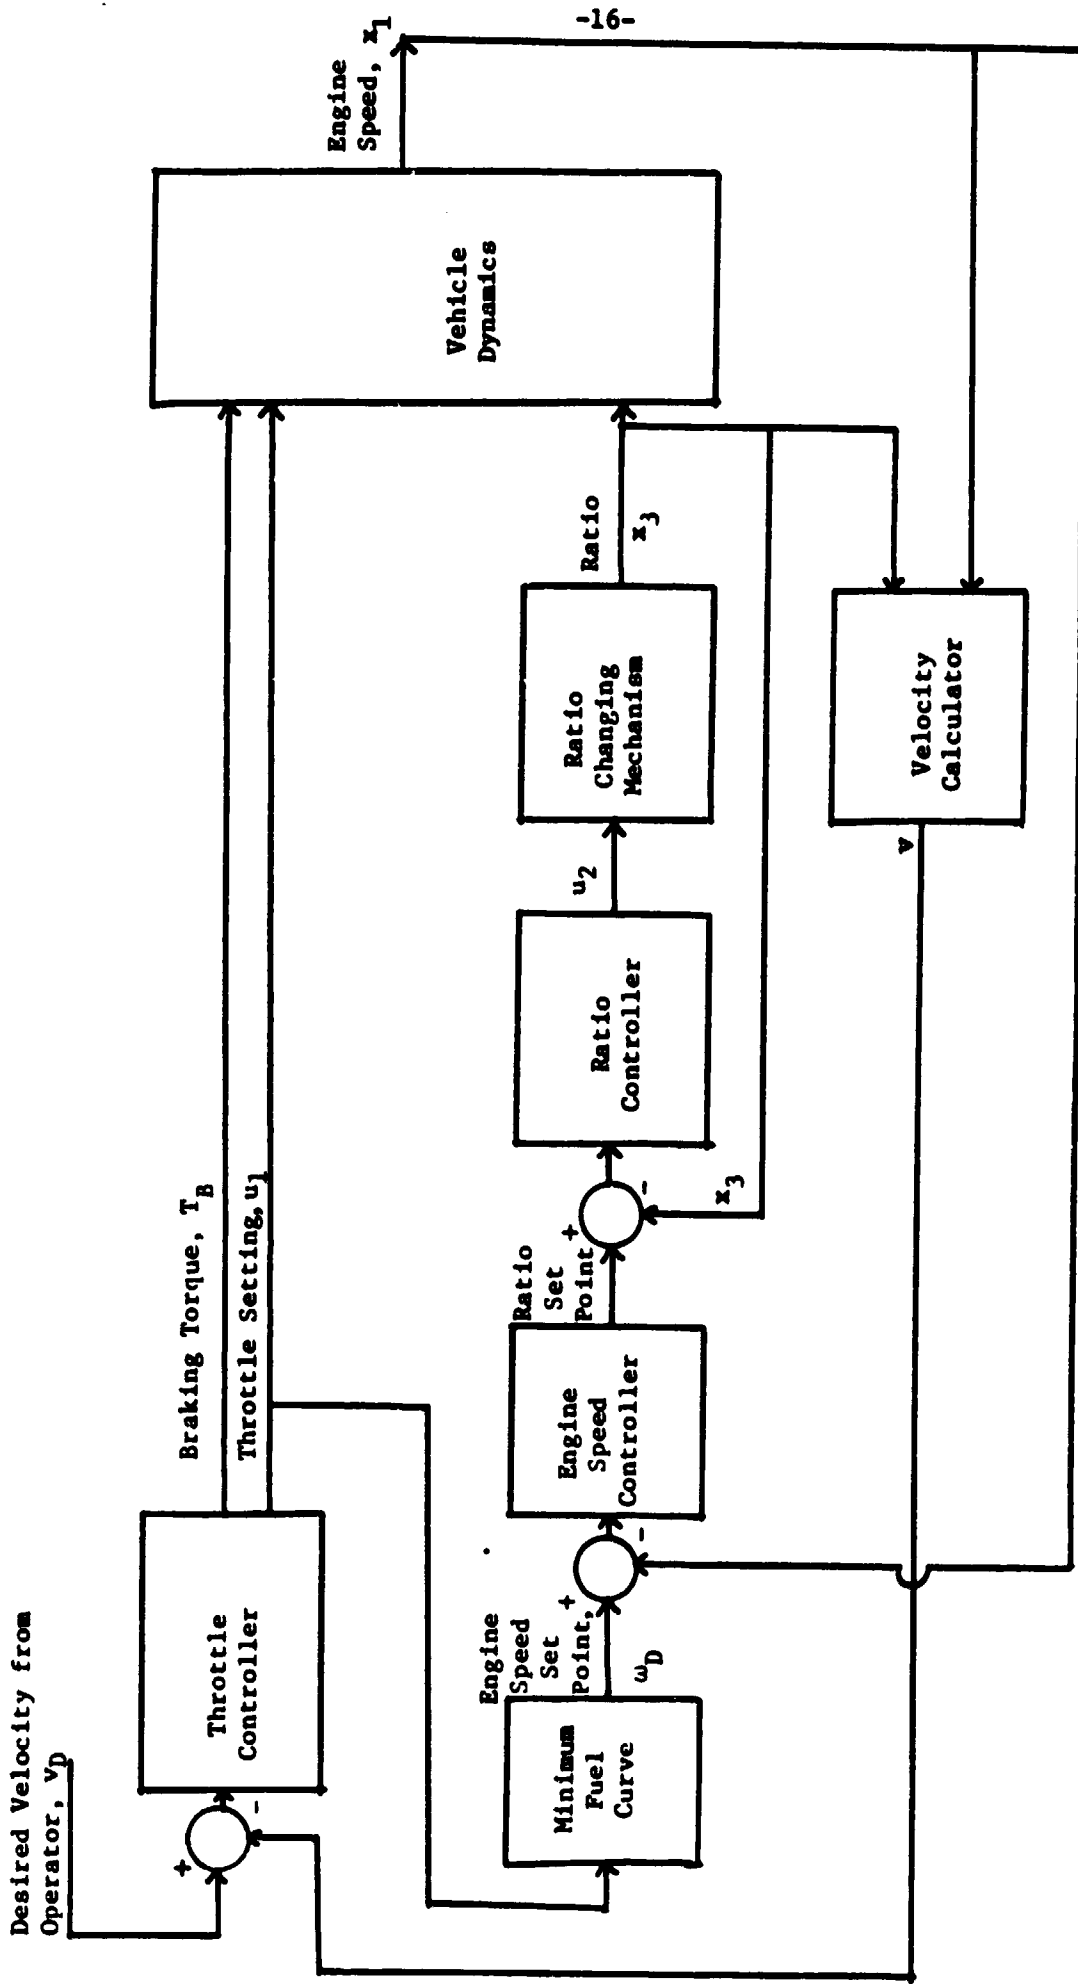 -16-
Desired Velocity from
Operator, vD
+
-
Throttle
Controller
Braking Torque, TB
Throttle Setting, u1
Vehicle
Dynamics
Engine
Speed, x1
Minimum
Fuel
Curve
Engine
Speed
Set
Point,
ωD
+
-
Engine
Speed
Controller
Ratio
Set
Point
+
-
x3
Ratio
Controller
u2
Ratio
Changing
Mechanism
Ratio
x3
Velocity
Calculator
v